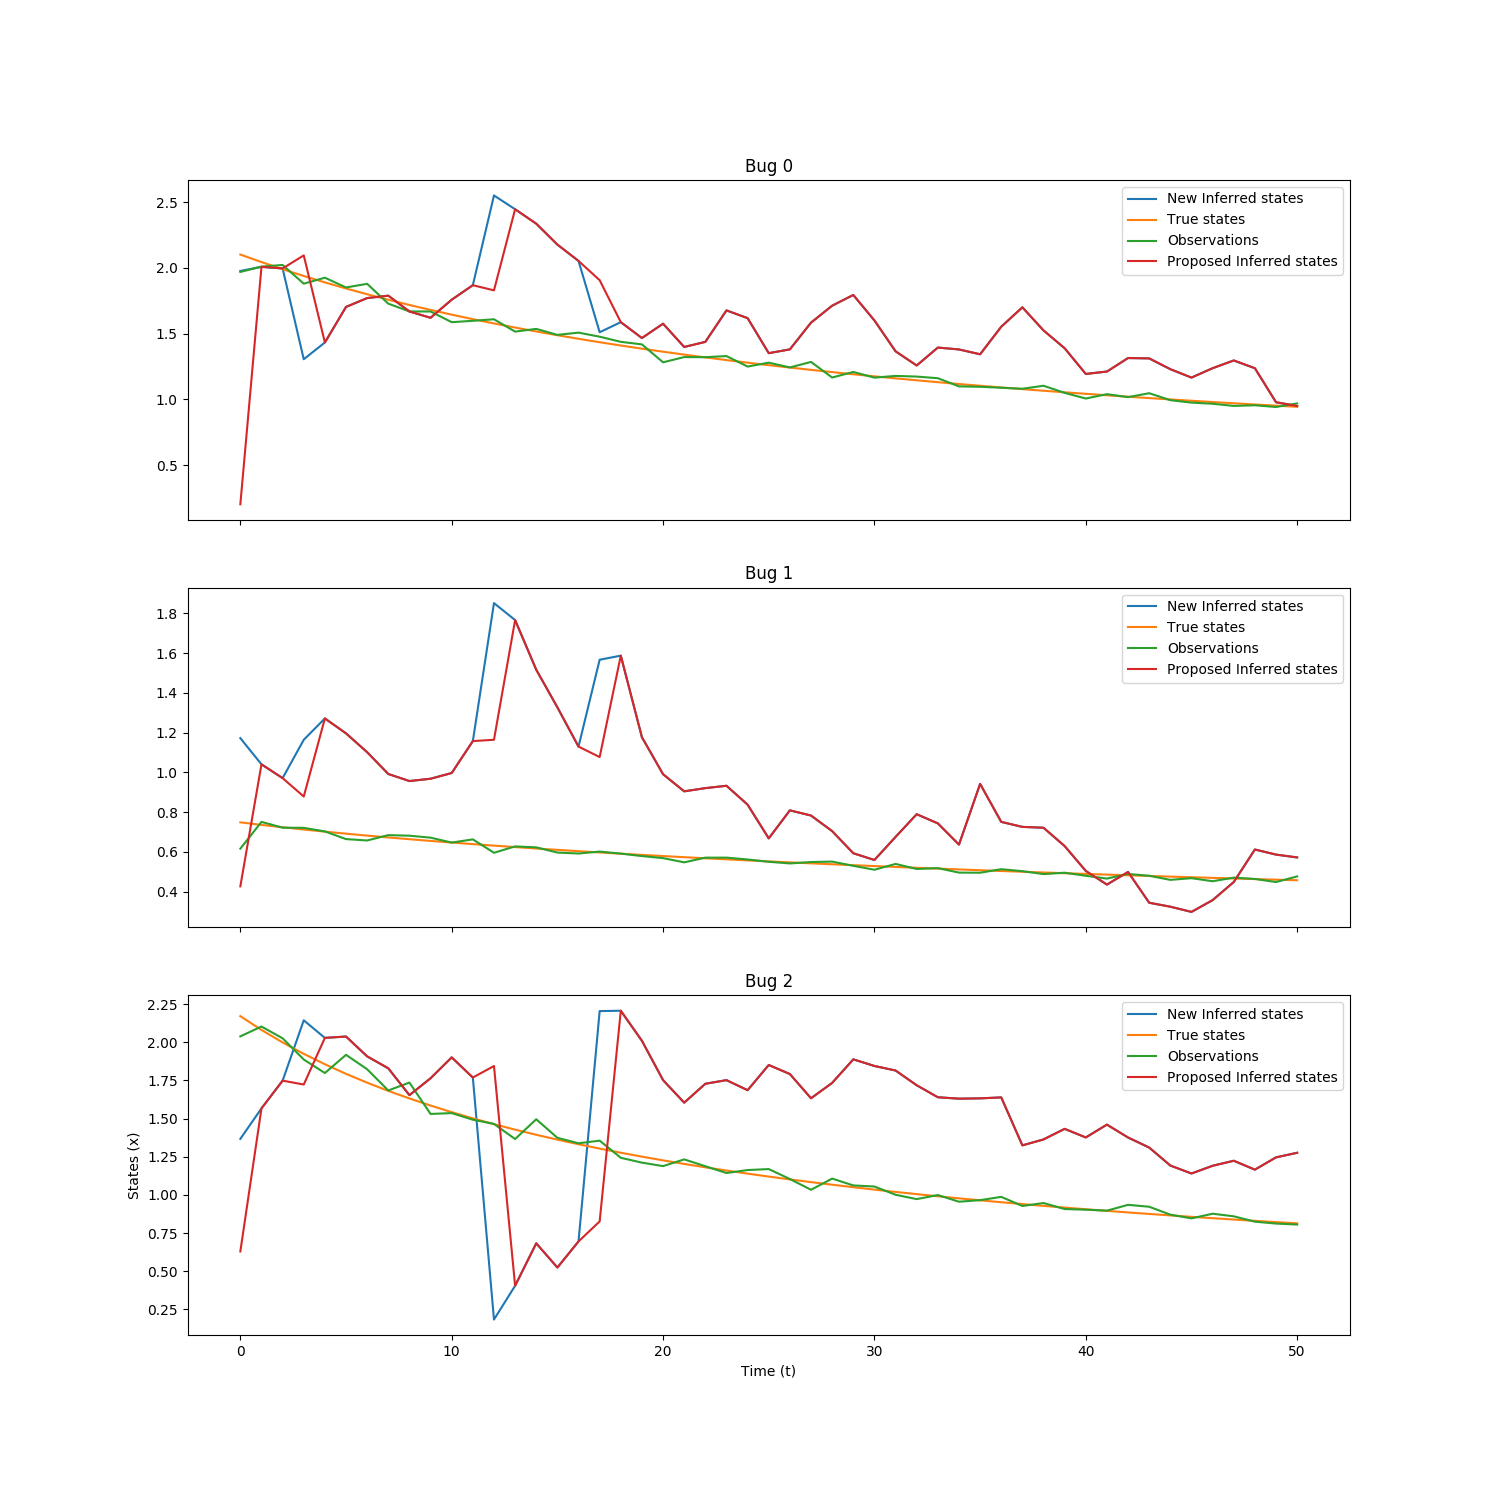 Bug 0
2.5
2.0
1.5
1.0
0.5
New Inferred states
True states
Observations
Proposed Inferred states
Bug 1
1.8
1.6
1.4
1.2
1.0
0.8
0.6
0.4
New Inferred states
True states
Observations
Proposed Inferred states
Bug 2
States (x)
2.25
2.00
1.75
1.50
1.25
1.00
0.75
0.50
0.25
New Inferred states
True states
Observations
Proposed Inferred states
0 10 20 30 40 50
Time (t)